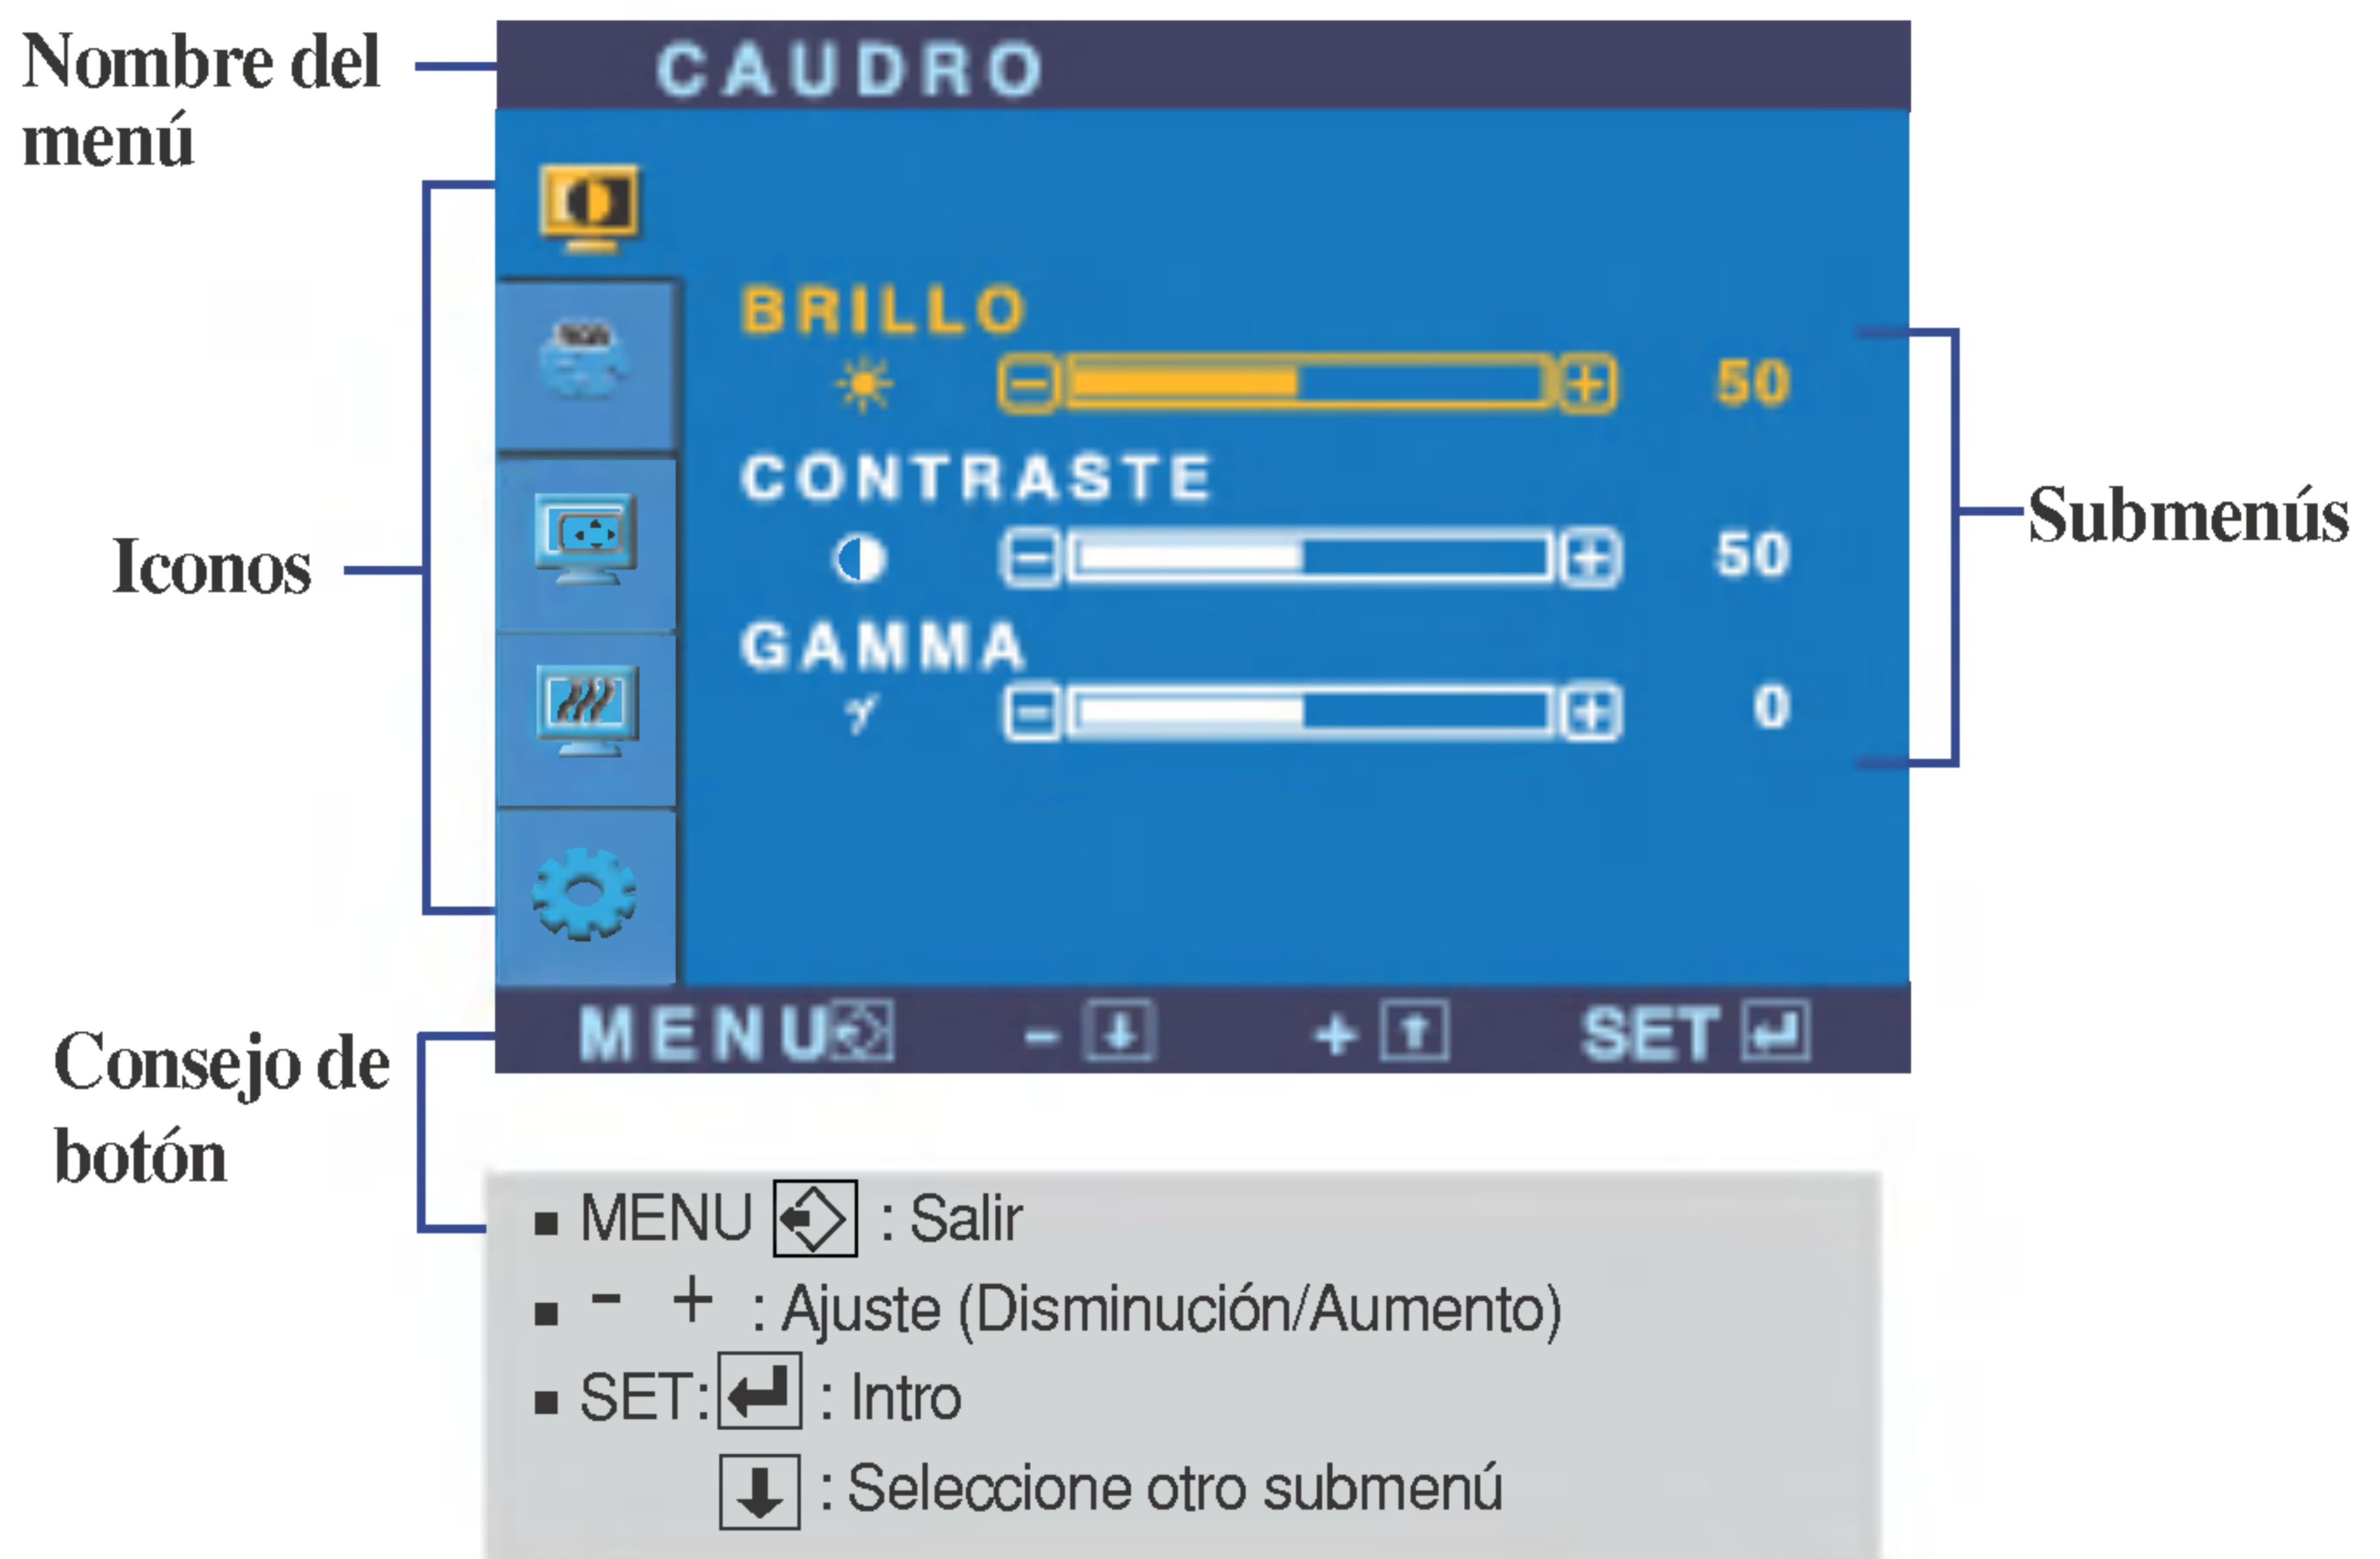 Nombre del
menú
CAUDRO
Iconos
BRILLO
50
CONTRASTE
50
GAMMA
γ
0
Submenús
MENU - + SET
Consejo de
botón
■ MENU : Salir
■ - + : Ajuste (Disminución/Aumento)
■ SET: : Intro
: Seleccione otro submenú